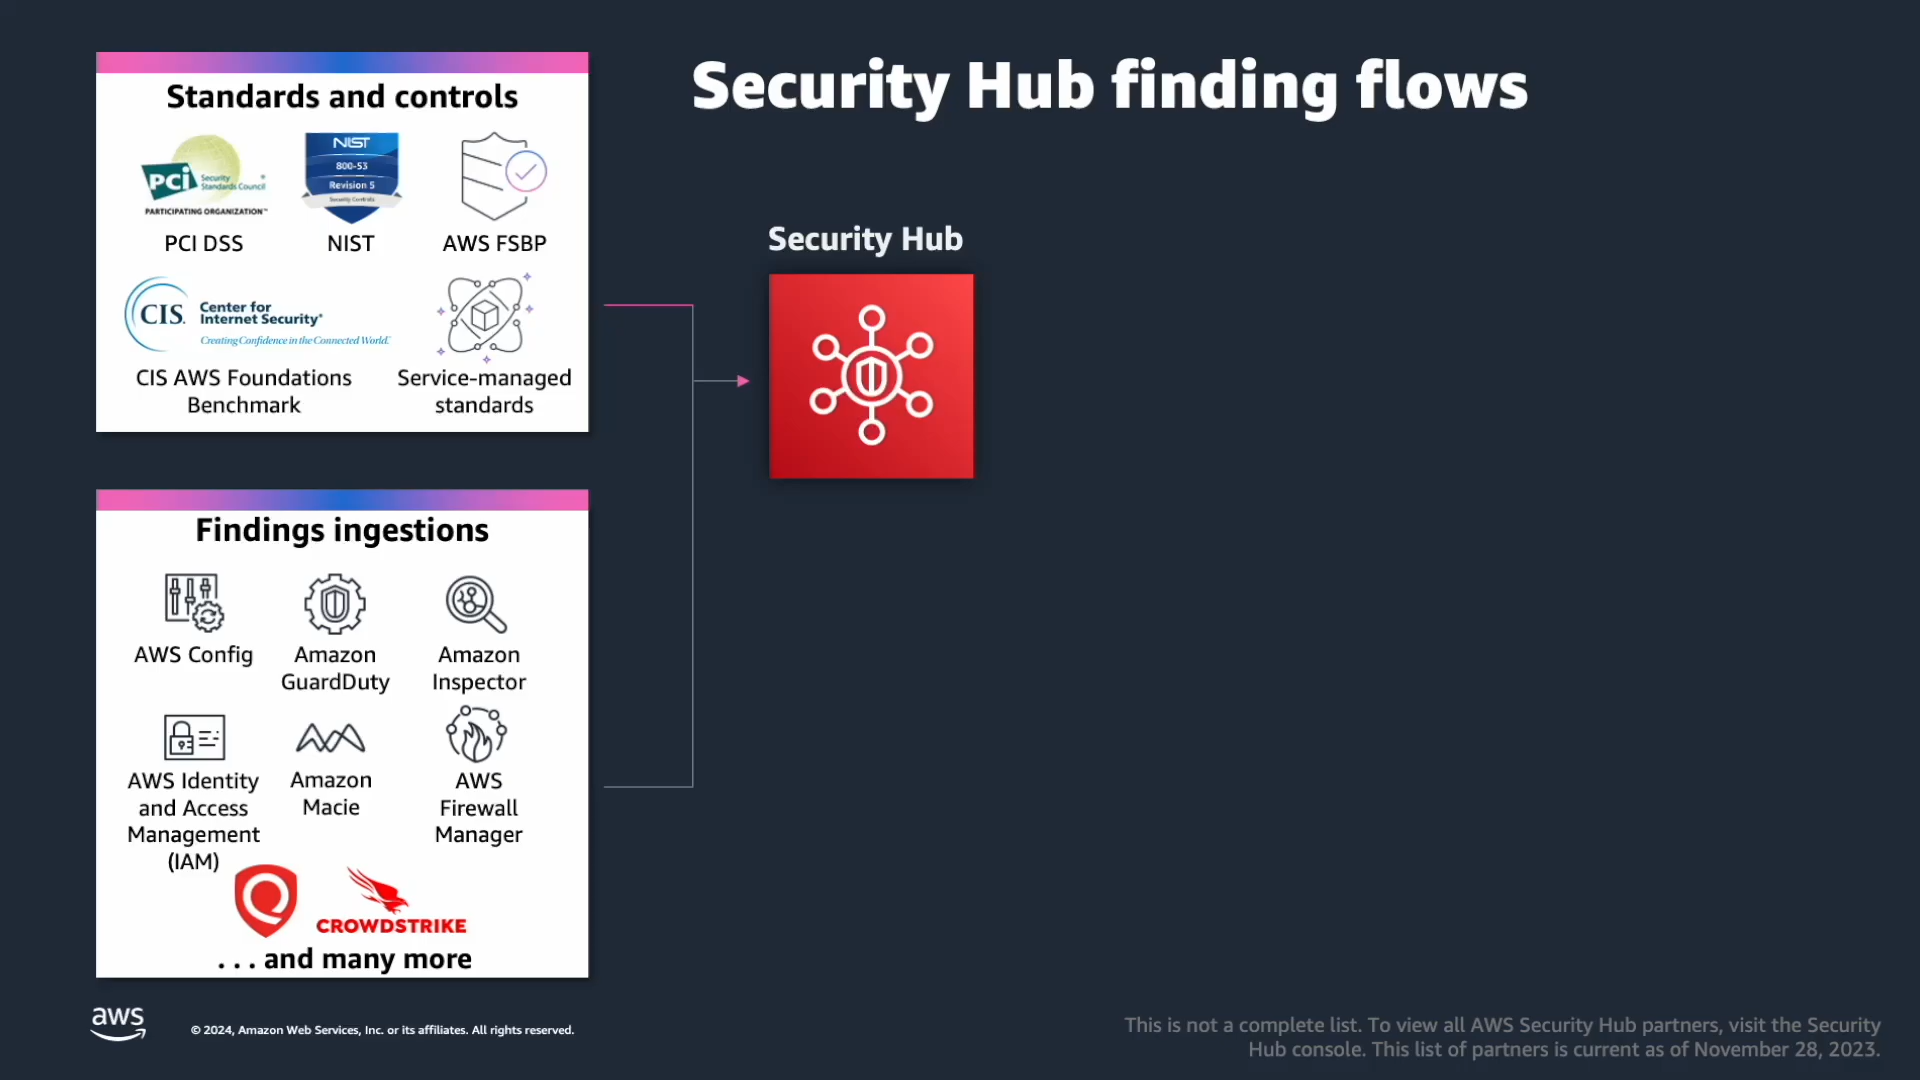 Security Hub finding flows
Standards and controls
PCI
Security
Standards Council
PARTICIPATING ORGANIZATION™
NIST
800-53
Revision 5
Security Controls
PCI DSS
NIST
AWS FSBP
CIS.
Center for
Internet Security®
Creating Confidence in the Connected World.
CIS AWS Foundations
Benchmark
Service-managed
standards
Security Hub
Findings ingestions
AWS Config
Amazon
GuardDuty
Amazon
Inspector
AWS Identity
and Access
Management
(IAM)
Amazon
Macie
AWS
Firewall
Manager
CROWDSTRIKE
. . . and many more
aws
© 2024, Amazon Web Services, Inc. or its affiliates. All rights reserved.
This is not a complete list. To view all AWS Security Hub partners, visit the Security
Hub console. This list of partners is current as of November 28, 2023.